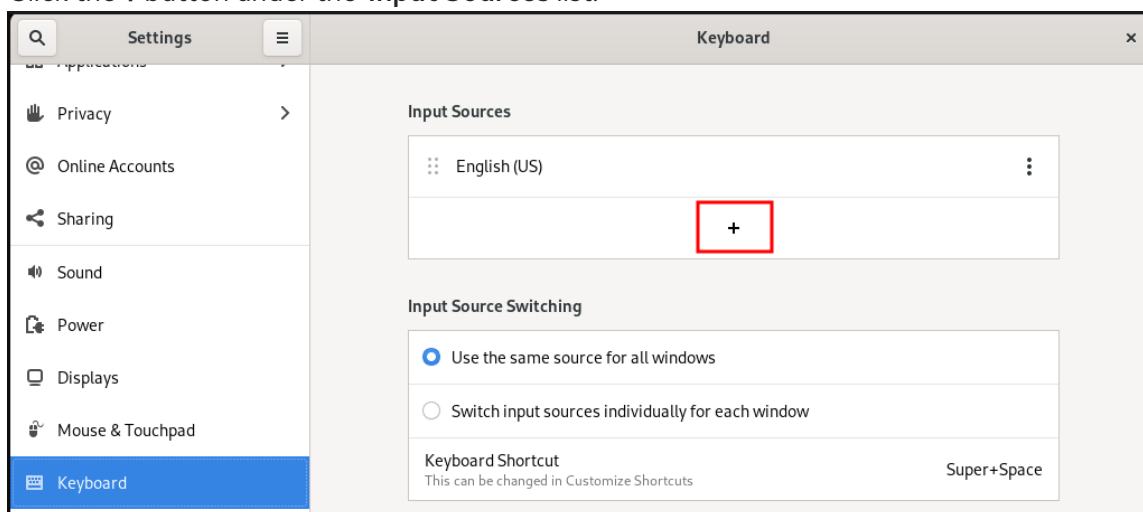 Settings
Keyboard
Privacy
Online Accounts
Sharing
Sound
Power
Displays
Mouse & Touchpad
Keyboard
Input Sources
English (US)
+
Input Source Switching
Use the same source for all windows
Switch input sources individually for each window
Keyboard Shortcut
Super+Space
This can be changed in Customize Shortcuts